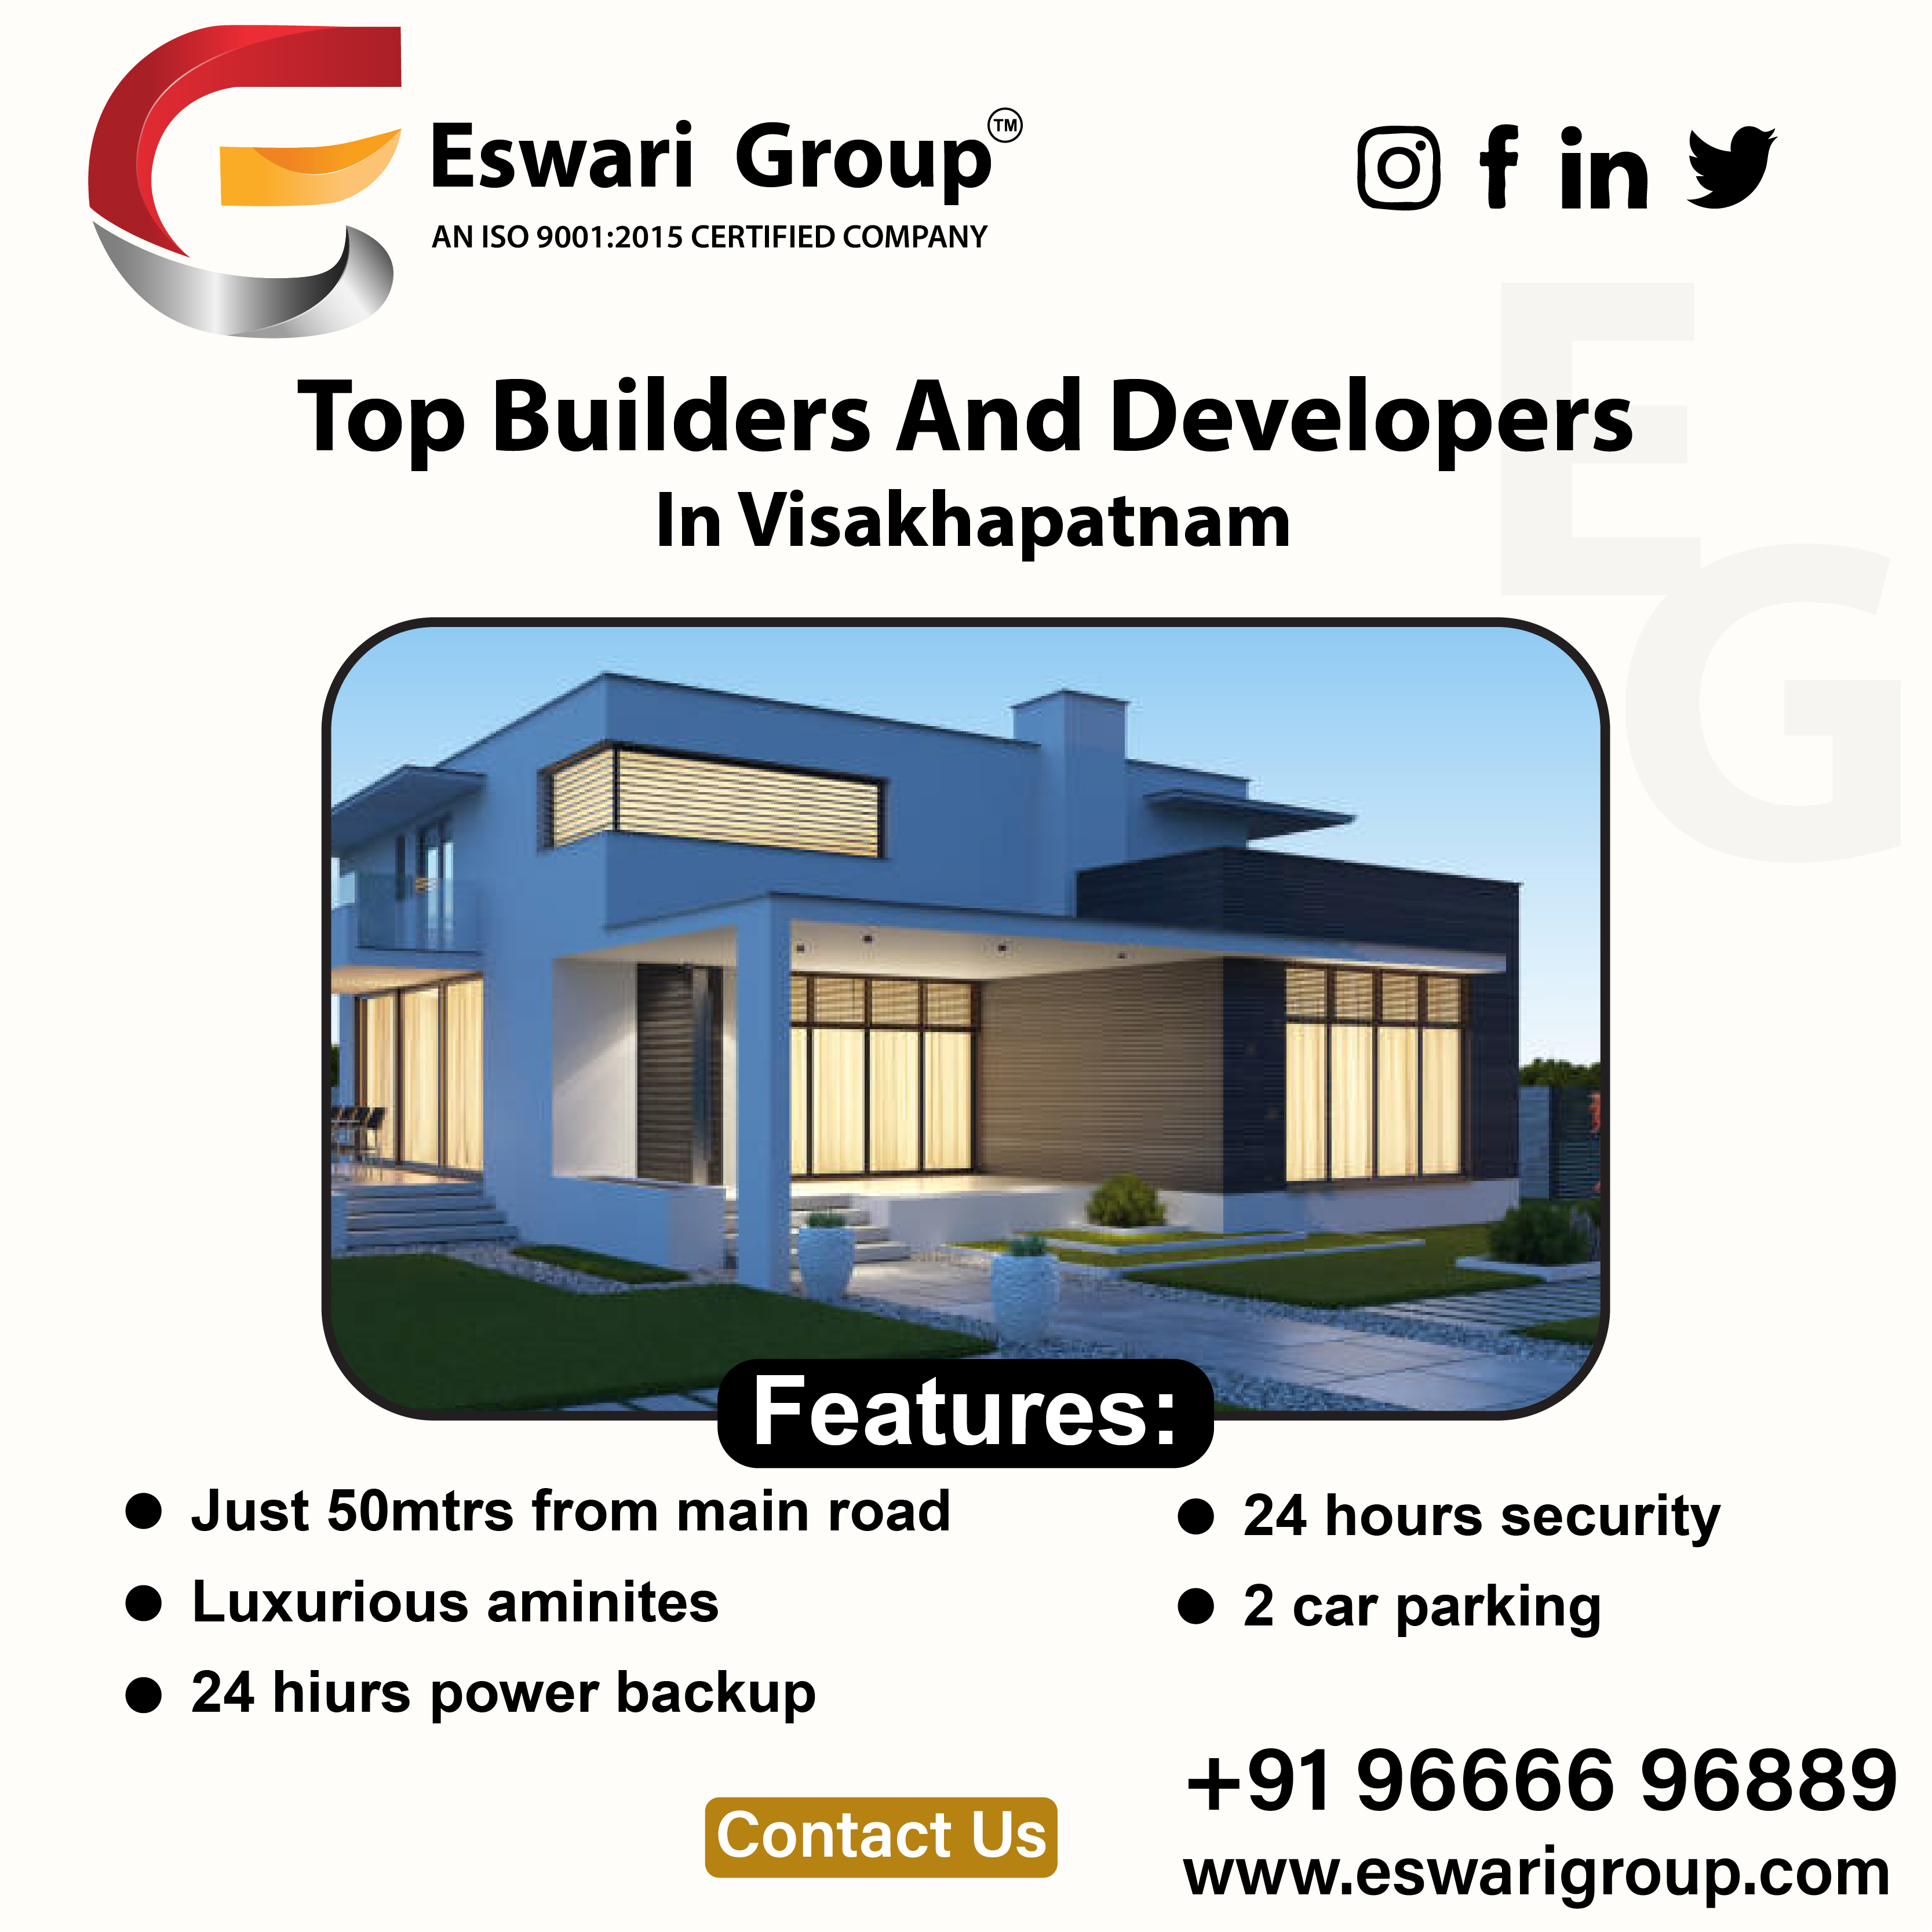 Eswari Group TM
AN ISO 9001:2015 CERTIFIED COMPANY
Top Builders And Developers
In Visakhapatnam
E
G
Features:
Just 50mtrs from main road
Luxurious aminites
24 hiurs power backup
24 hours security
2 car parking
Contact Us
+91 96666 96889
www.eswarigroup.com